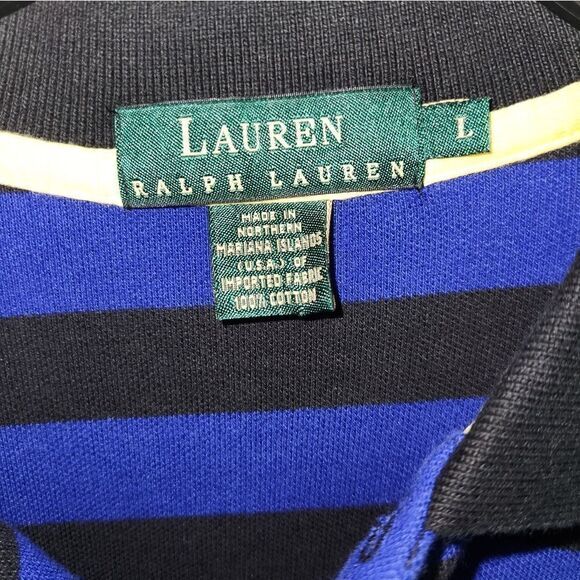 LAUREN
RALPH LAUREN
L
MADE IN
NORTHERN
MARIANA ISLANDS
(U.S.A.) OF
IMPORTED FABRIC
100% COTTON